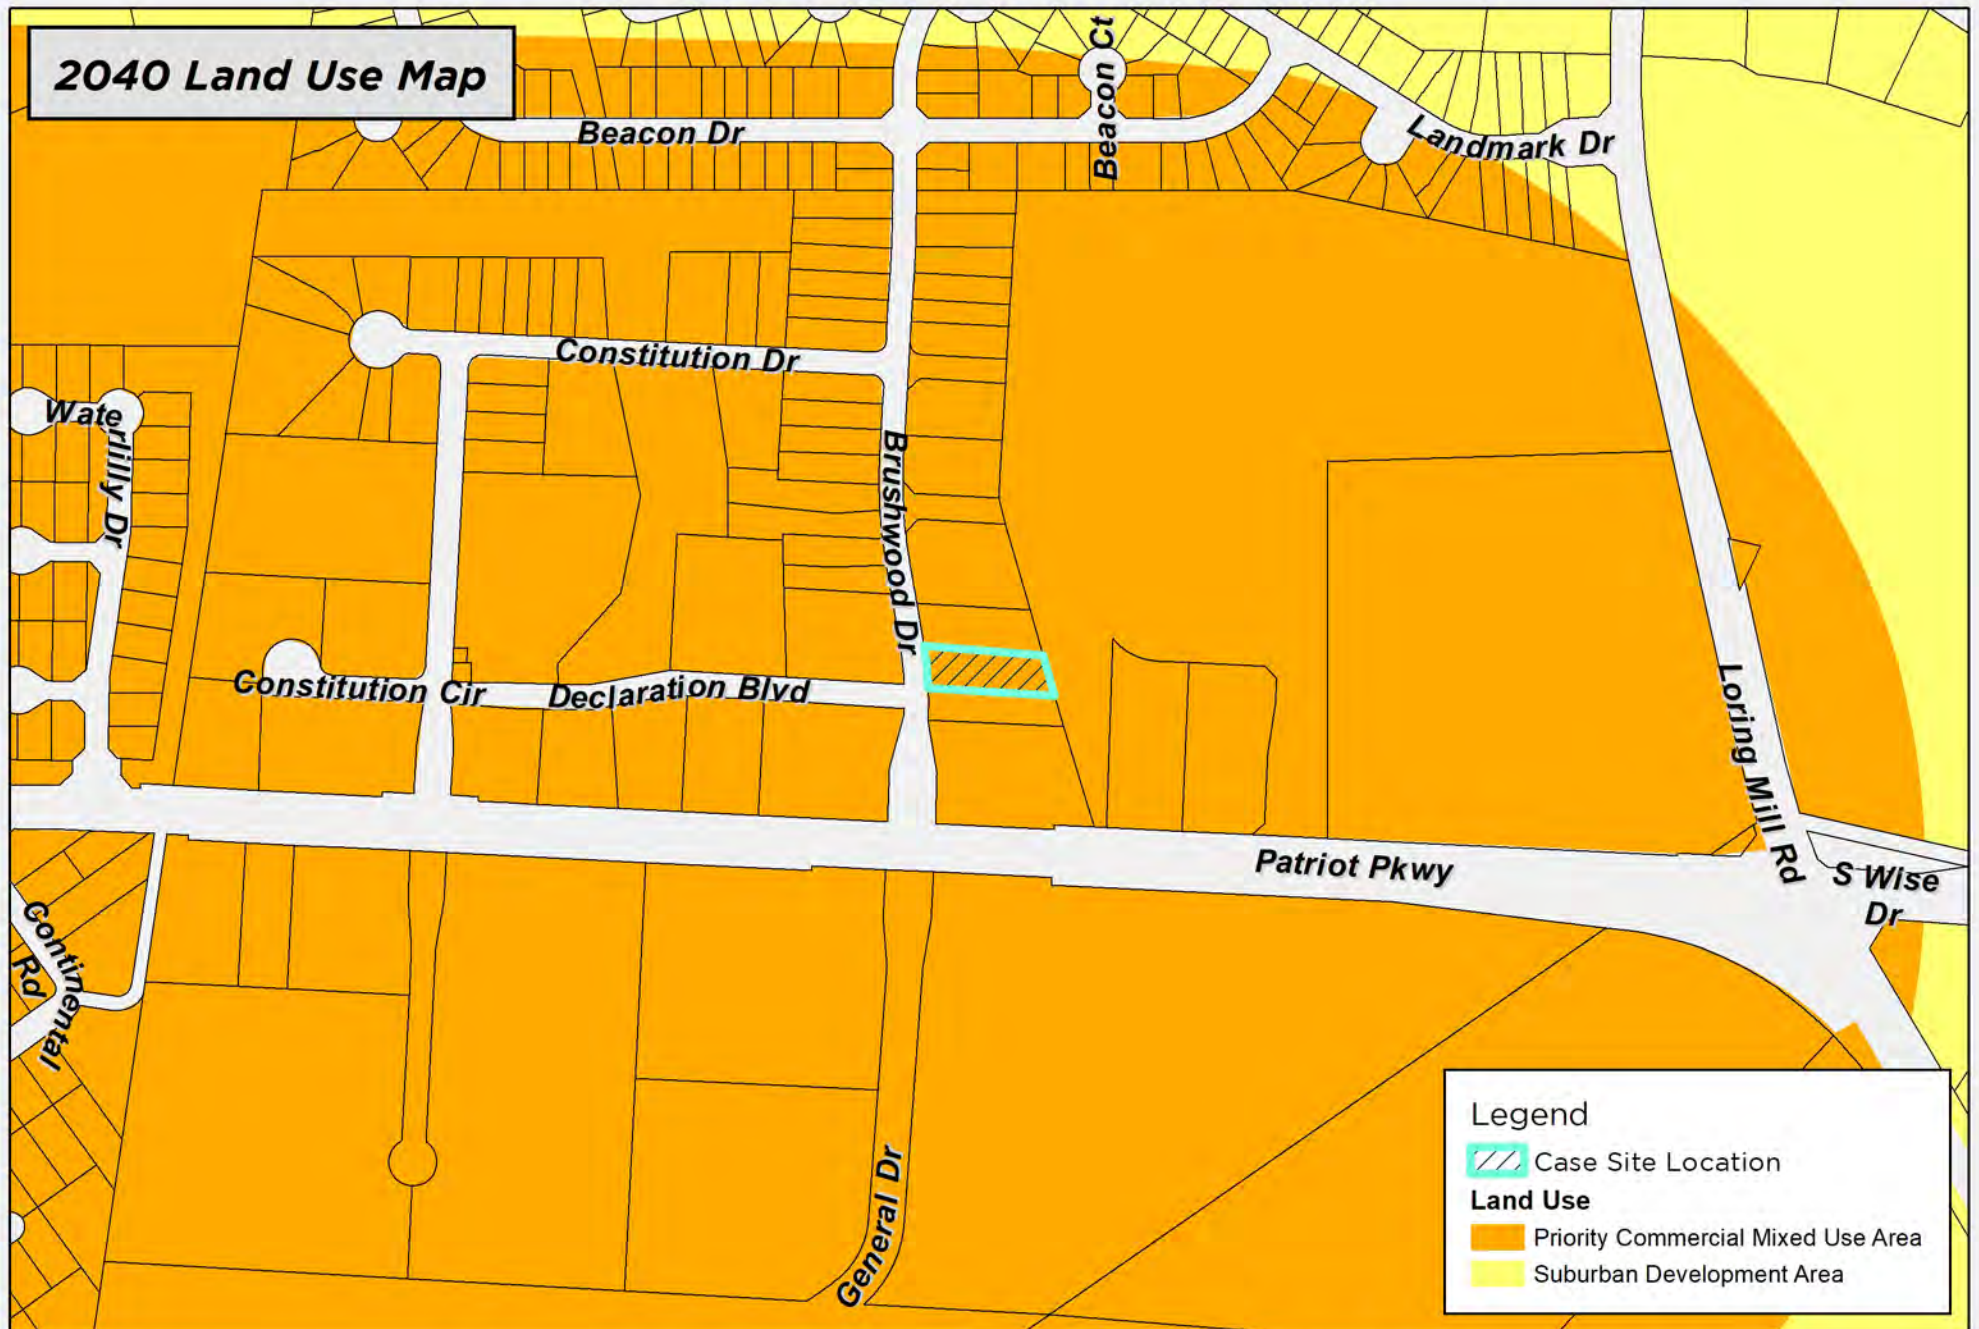 2040 Land Use Map
Beacon Ct
Beacon Dr
Landmark Dr
Constitution Dr
Waterlilly Dr
Brushwood Dr
Constitution Cir
Declaration Blvd
Loring Mill Rd
Patriot Pkwy
S Wise
Dr
Continental
Rd
General Dr
Legend
Case Site Location
Land Use
Priority Commercial Mixed Use Area
Suburban Development Area